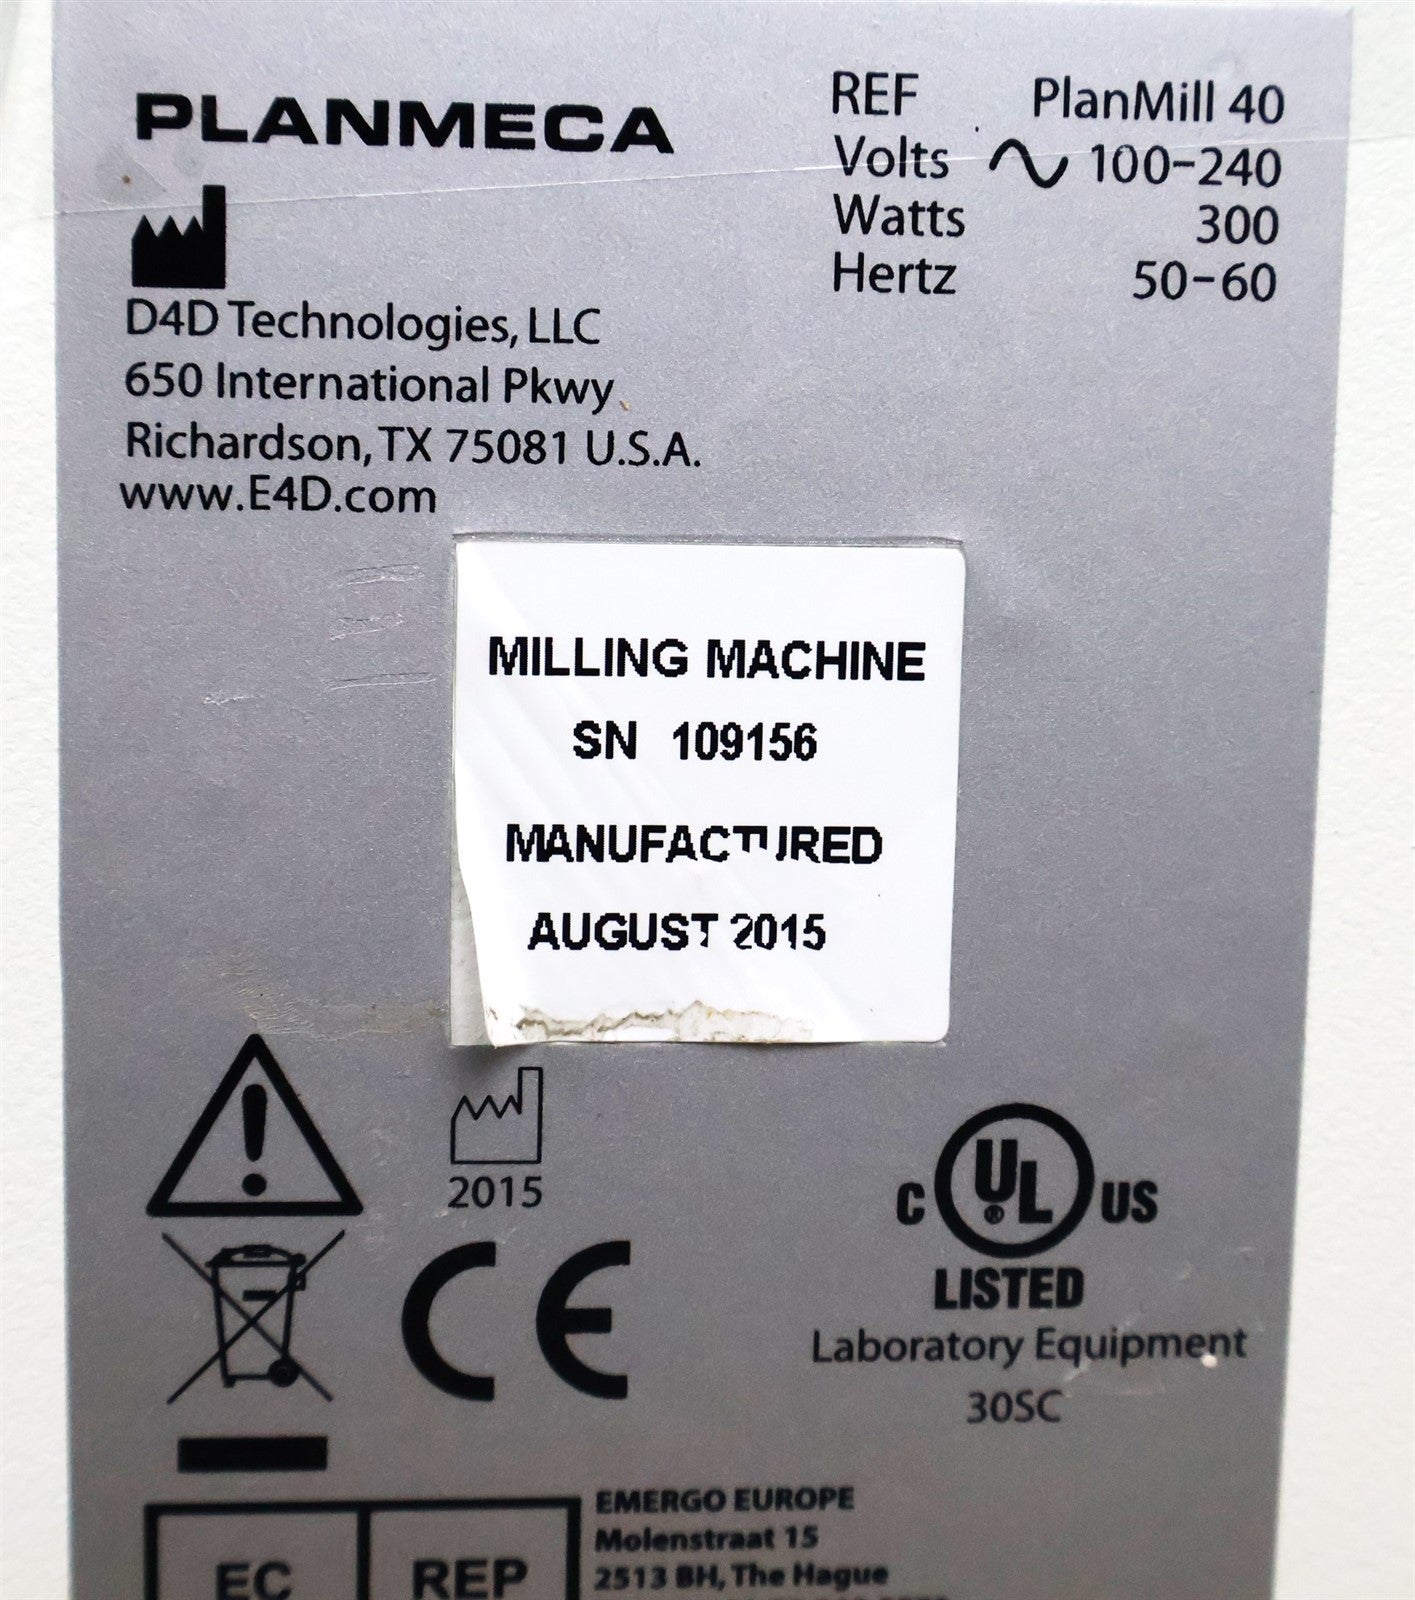 PLANMECA
REF PlanMill 40
Volts 100-240
Watts 300
Hertz 50-60
D4D Technologies, LLC
650 International Pkwy
Richardson, TX 75081 U.S.A.
www.E4D.com
MILLING MACHINE
SN 109156
MANUFACTURED
AUGUST 2015
2015
CE
C UL® US
LISTED
Laboratory Equipment
30SC
EC REP
EMERGO EUROPE
Molenstraat 15
2513 BH, The Hague